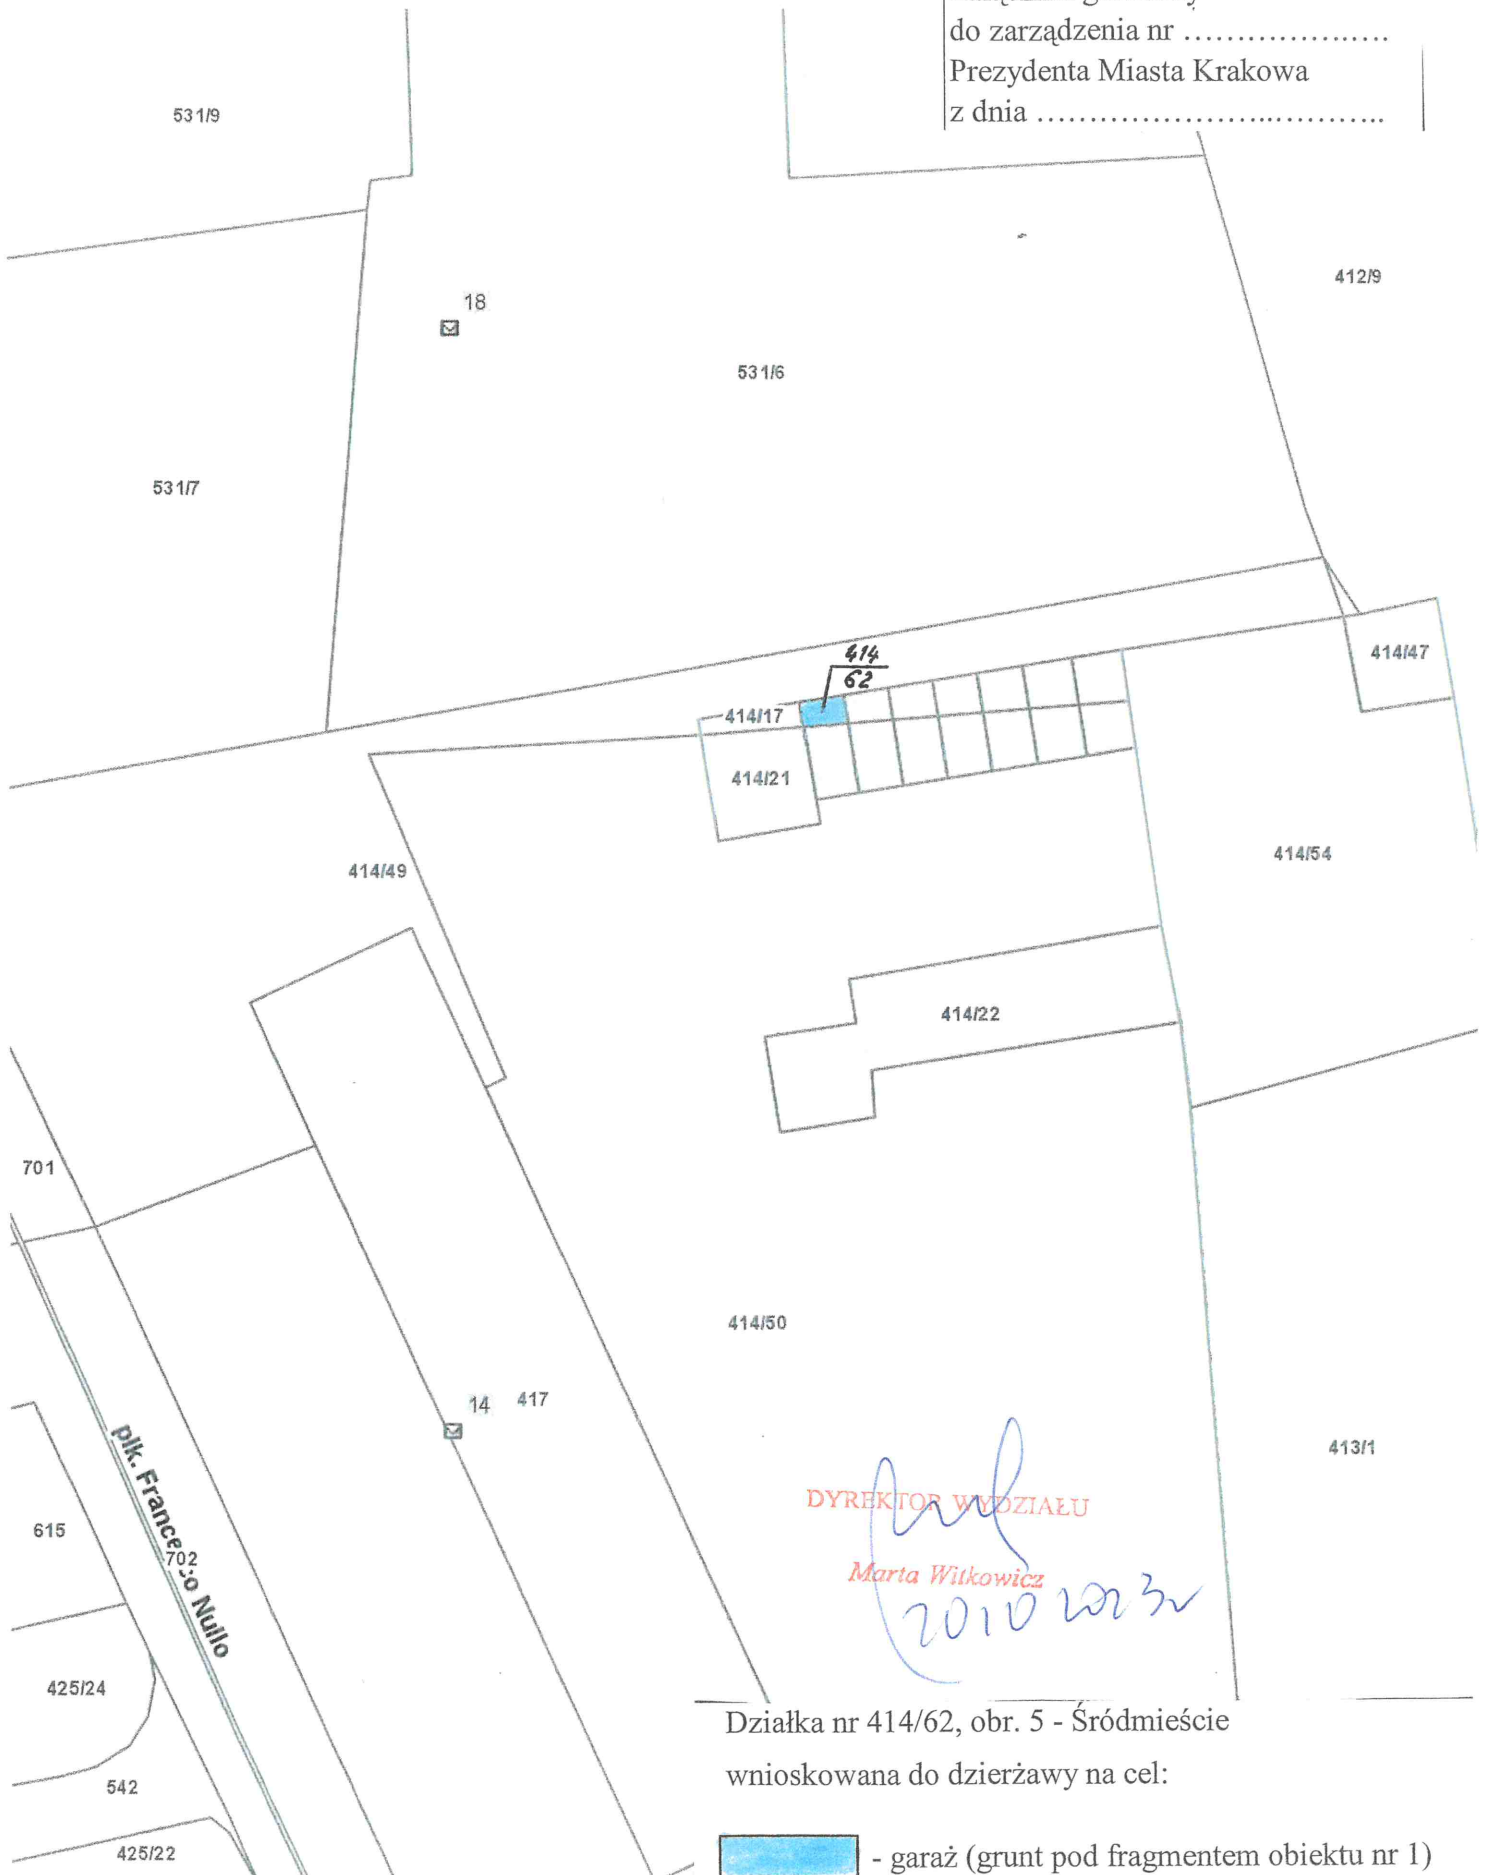 do zarządzenia nr ………………….
Prezydenta Miasta Krakowa
z dnia …………………...………..
531/9
412/9
18
531/6
531/7
414
62
414/47
414/17
414/21
414/54
414/49
414/22
701
414/50
14 417
413/1
plk. Francesco Nullo
702
615
DYREKTOR WYDZIAŁU
Marta Witkowicz
2010 2023r
425/24
Działka nr 414/62, obr. 5 - Śródmieście
wnioskowana do dzierżawy na cel:
542
425/22
- garaż (grunt pod fragmentem obiektu nr 1)